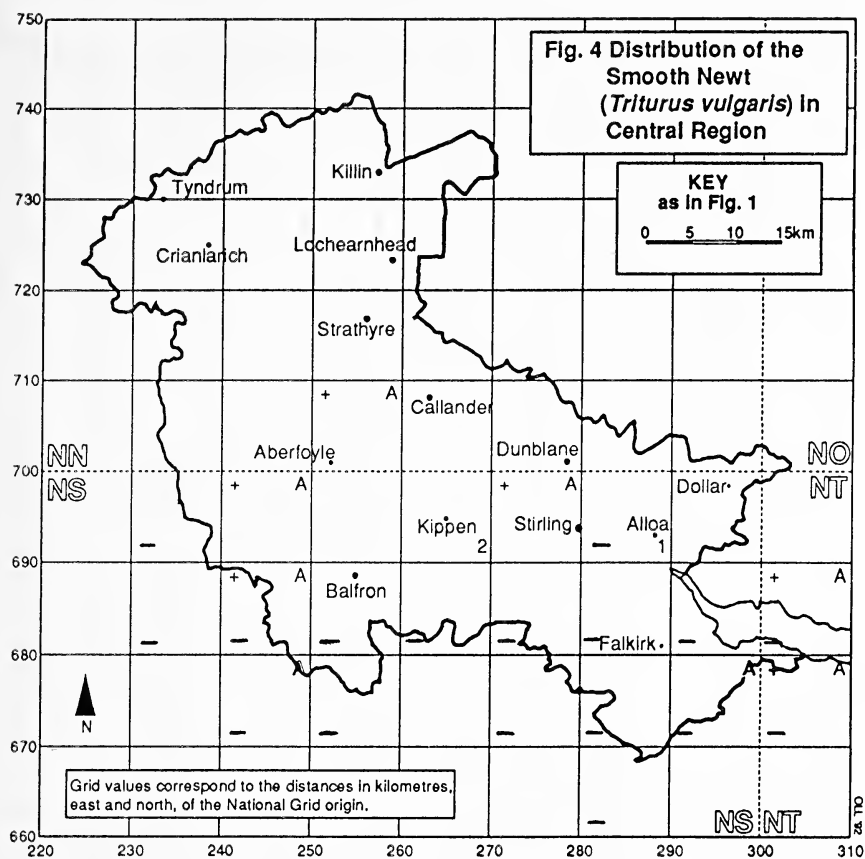 750
Fig. 4 Distribution of the
Smooth Newt
(Triturus vulgaris) in
Central Region
740
KEY
as in Fig. 1
0 5 10 15km
Killin
Tyndrum
730
Lochearnhead
Crianlarich
720
Strathyre
710
+ A
Callander
Aberfoyle
Dunblane
NN
NO
700
NS
NT
+ A + A
Dollar
Kippen
Stirling
Alloa
2
1
690
+ A
+ A
Balfron
680
Falkirk
A
A + A
N
670
Grid values correspond to the distances in kilometres,
east and north, of the National Grid origin.
NS NT
660
220 230 240 250 260 270 280 290 300 310